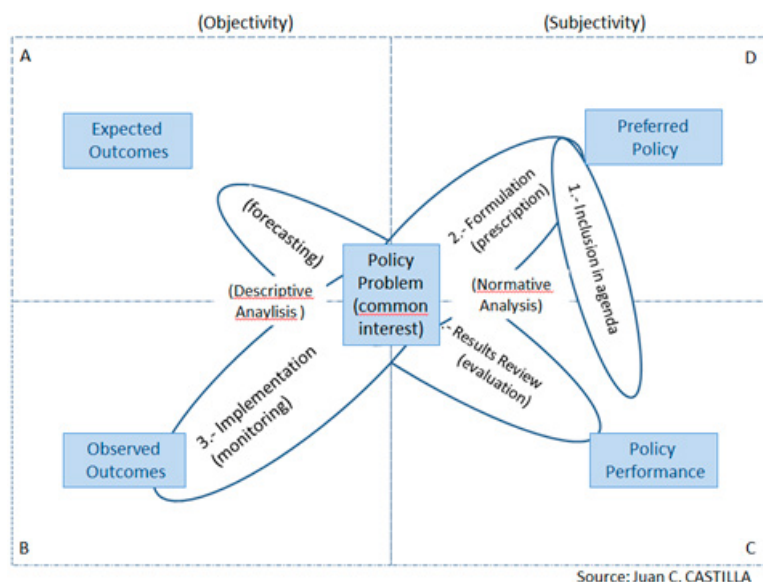 (Objectivity)
(Subjectivity)
A
D
Expected
Outcomes
Preferred
Policy
(forecasting)
2.- Formulation
(prescription)
1.- Inclusion in agenda
Policy
Problem
(common
interest)
(Descriptive
Anaylisis )
(Normative
Analysis)
.- Results Review
(evaluation)
3.- Implementation
(monitoring)
Observed
Outcomes
Policy
Performance
B
C
Source: Juan C. CASTILLA